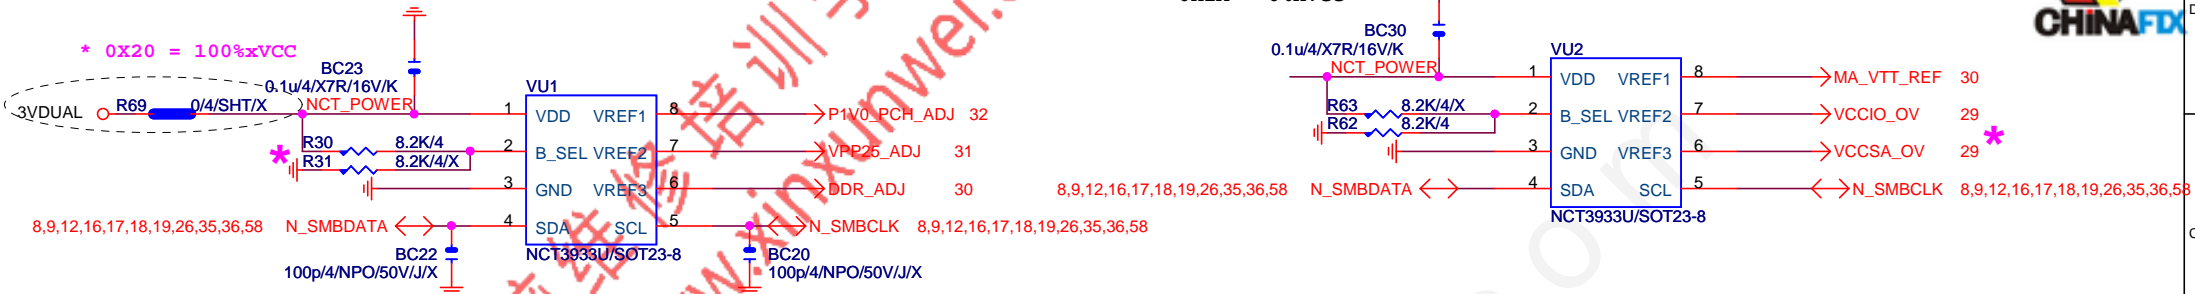 * 0X20 = 100%xVCC
3VDUAL
R69
0/4/SHT/X
BC23
0.1u/4/X7R/16V/K
NCT_POWER
R30
8.2K/4
*
R31
8.2K/4/X
VU1
1
VDD
VREF1
8
P1V0_PCH_ADJ 32
2
B_SEL
VREF2
7
VPP25_ADJ 31
3
GND
VREF3
6
DDR_ADJ 30
4
SDA
SCL
5
8,9,12,16,17,18,19,26,35,36,58 N_SMBDATA
N_SMBCLK 8,9,12,16,17,18,19,26,35,36,58
NCT3933U/SOT23-8
BC22
100p/4/NPO/50V/J/X
BC20
100p/4/NPO/50V/J/X
BC30
0.1u/4/X7R/16V/K
NCT_POWER
R63
8.2K/4/X
R62
8.2K/4
VU2
1
VDD
VREF1
8
MA_VTT_REF 30
2
B_SEL
VREF2
7
VCCIO_OV 29
3
GND
VREF3
6
VCCSA_OV 29
*
4
SDA
SCL
5
8,9,12,16,17,18,19,26,35,36,58 N_SMBDATA
N_SMBCLK 8,9,12,16,17,18,19,26,35,36,58
NCT3933U/SOT23-8
CHINAFIX
维修培训
www.xinxunwei.
om